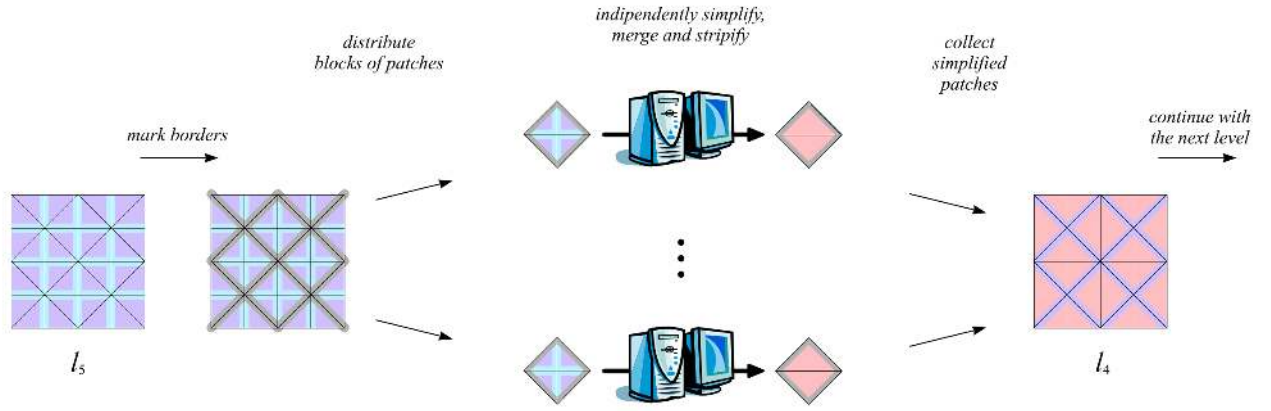 mark borders
distribute
blocks of patches
indipendently simplify,
merge and stripify
collect
simplified
patches
continue with
the next level
l5
l4